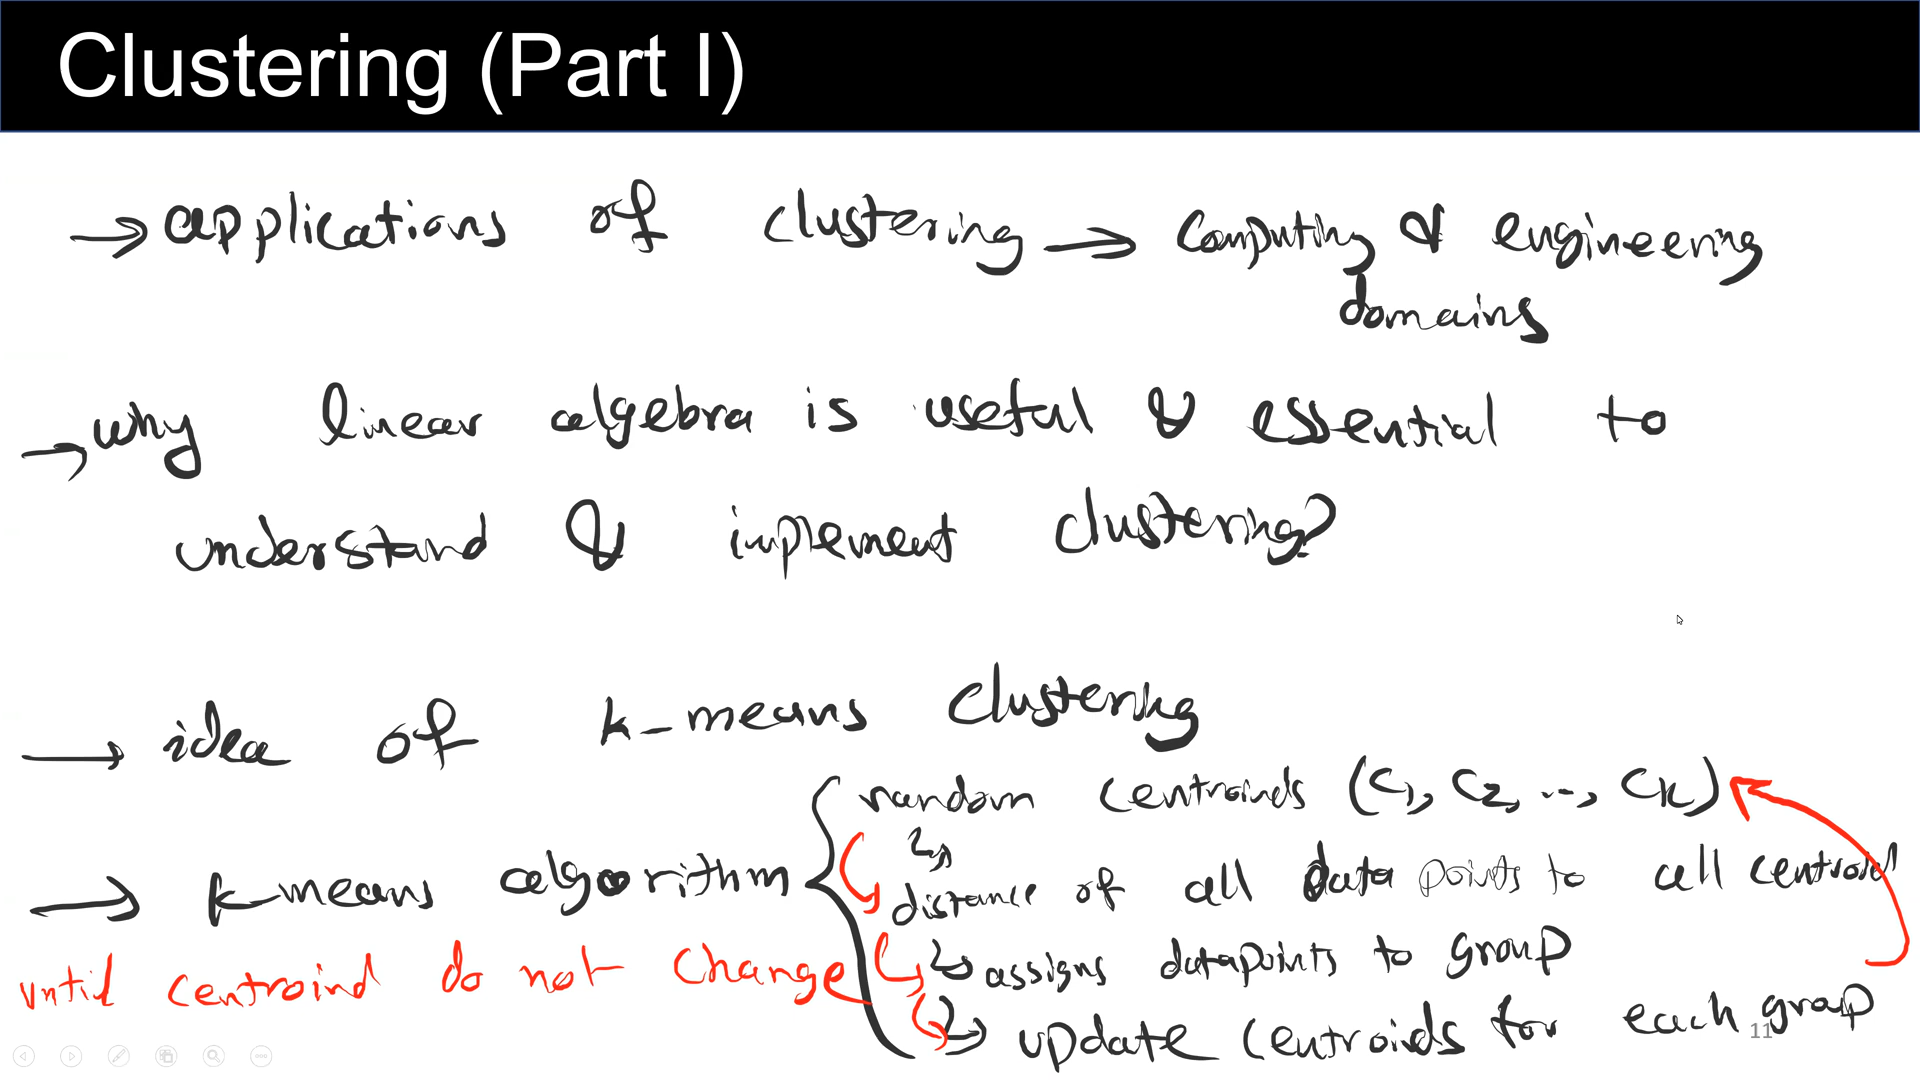 Clustering (Part I)
→ applications of clustering → Computing & engineering
domains
→ why linear algebra is useful & essential to
understand & implement clustering?
→ idea of k-means clustering
random centroinds (C1, C2, ..., CK)
→ k-means algorithm
distance of all data points to all centroid
assigns datapoints to group
until centroind do not change
update centroids for each group
11